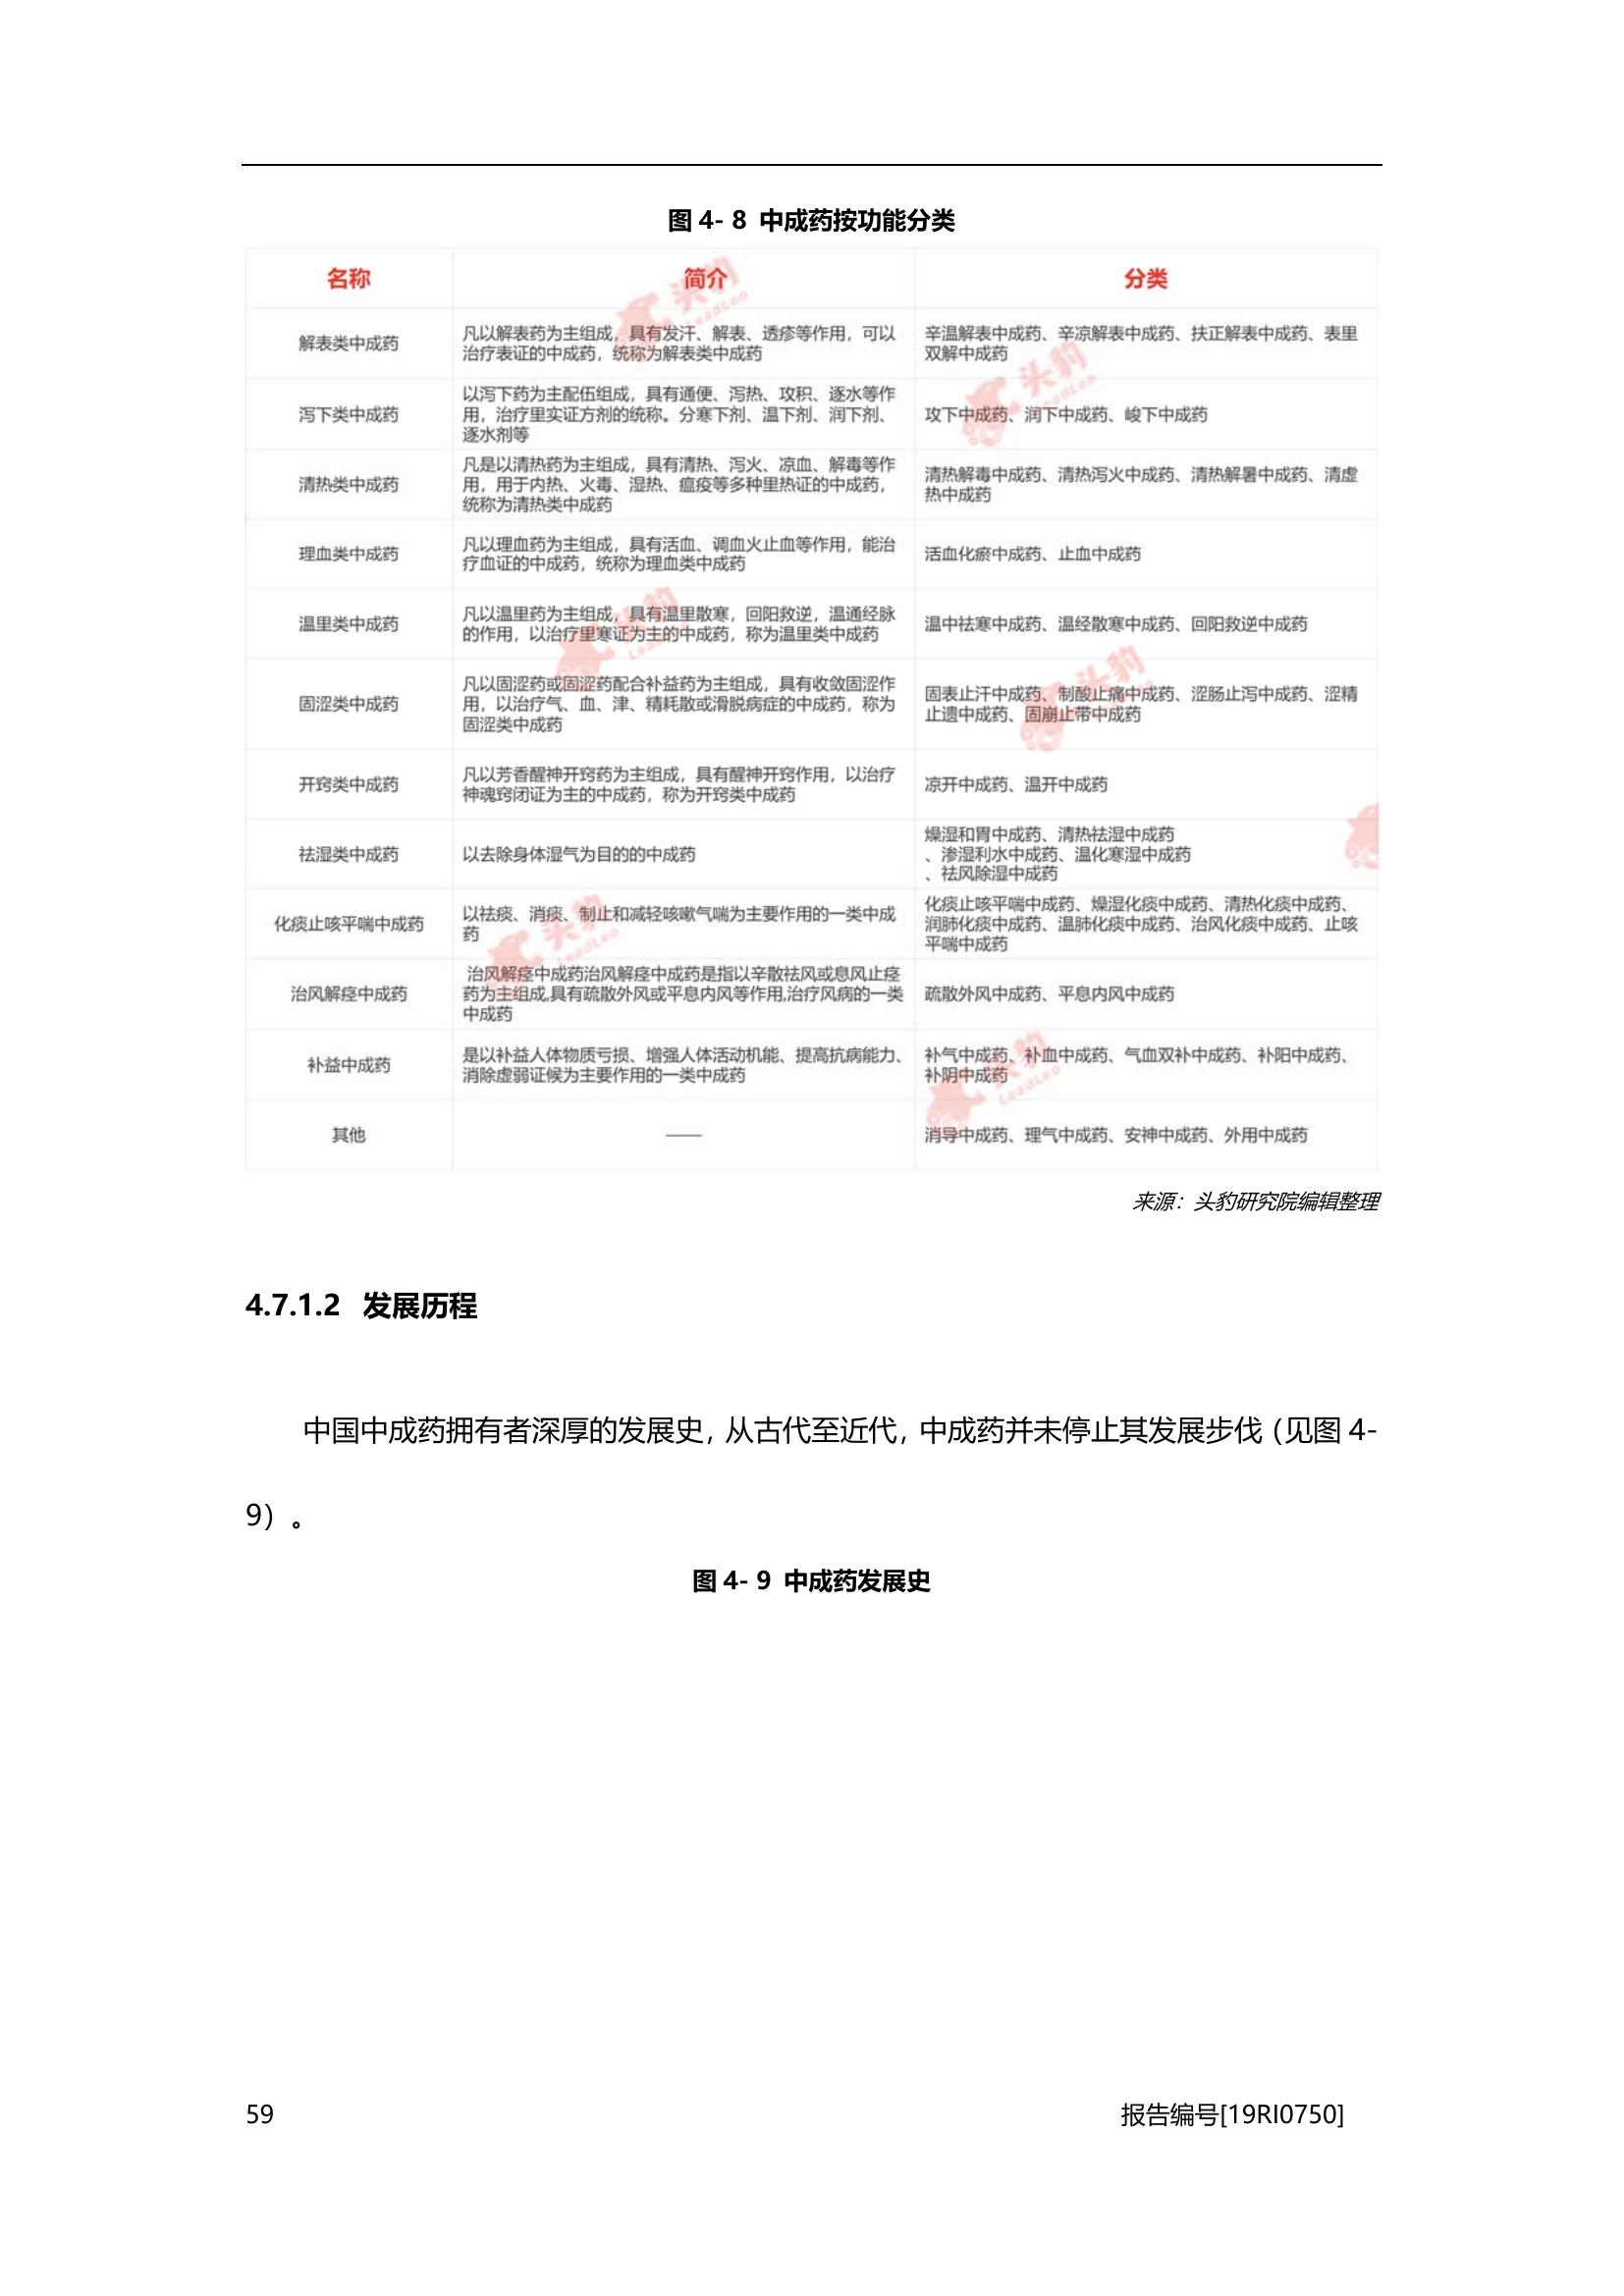 图 4- 8 中成药按功能分类
名称
简介
分类
解表类中成药
凡以解表药为主组成，具有发汗、解表、透疹等作用，可以
治疗表证的中成药，统称为解表类中成药
辛温解表中成药、辛凉解表中成药、扶正解表中成药、表里
双解中成药
泻下类中成药
以泻下药为主配伍组成，具有通便、泻热、攻积、逐水等作
用，治疗里实证方剂的统称。分寒下剂、温下剂、润下剂、
逐水剂等
攻下中成药、润下中成药、峻下中成药
清热类中成药
凡是以清热药为主组成，具有清热、泻火、凉血、解毒等作
用，用于内热、火毒、湿热、瘟疫等多种里热证的中成药，
统称为清热类中成药
清热解毒中成药、清热泻火中成药、清热解暑中成药、清虚
热中成药
理血类中成药
凡以理血药为主组成，具有活血、调血火止血等作用，能治
疗血证的中成药，统称为理血类中成药
活血化瘀中成药、止血中成药
温里类中成药
凡以温里药为主组成，具有温里散寒，回阳救逆，温通经脉
的作用，以治疗里寒证为主的中成药，称为温里类中成药
温中祛寒中成药、温经散寒中成药、回阳救逆中成药
固涩类中成药
凡以固涩药或固涩药配合补益药为主组成，具有收敛固涩作
用，以治疗气、血、津、精耗散或滑脱病症的中成药，称为
固涩类中成药
固表止汗中成药、制酸止痛中成药、涩肠止泻中成药、涩精
止遗中成药、固崩止带中成药
开窍类中成药
凡以芳香醒神开窍药为主组成，具有醒神开窍作用，以治疗
神魂窍闭证为主的中成药，称为开窍类中成药
凉开中成药、温开中成药
祛湿类中成药
以去除身体湿气为目的的中成药
燥湿和胃中成药、清热祛湿中成药
、渗湿利水中成药、温化寒湿中成药
、祛风除湿中成药
化痰止咳平喘中成药
以祛痰、消痰、制止和减轻咳嗽气喘为主要作用的一类中成
药
化痰止咳平喘中成药、燥湿化痰中成药、清热化痰中成药、
润肺化痰中成药、温肺化痰中成药、治风化痰中成药、止咳
平喘中成药
治风解痉中成药
治风解痉中成药治风解痉中成药是指以辛散祛风或息风止痉
药为主组成,具有疏散外风或平息内风等作用,治疗风病的一类
中成药
疏散外风中成药、平息内风中成药
补益中成药
是以补益人体物质亏损、增强人体活动机能、提高抗病能力、
消除虚弱证候为主要作用的一类中成药
补气中成药、补血中成药、气血双补中成药、补阳中成药、
补阴中成药
其他
——
消导中成药、理气中成药、安神中成药、外用中成药
来源：头豹研究院编辑整理
4.7.1.2 发展历程
中国中成药拥有者深厚的发展史，从古代至近代，中成药并未停止其发展步伐（见图 4-
9）。
图 4- 9 中成药发展史
59
报告编号[19RI0750]